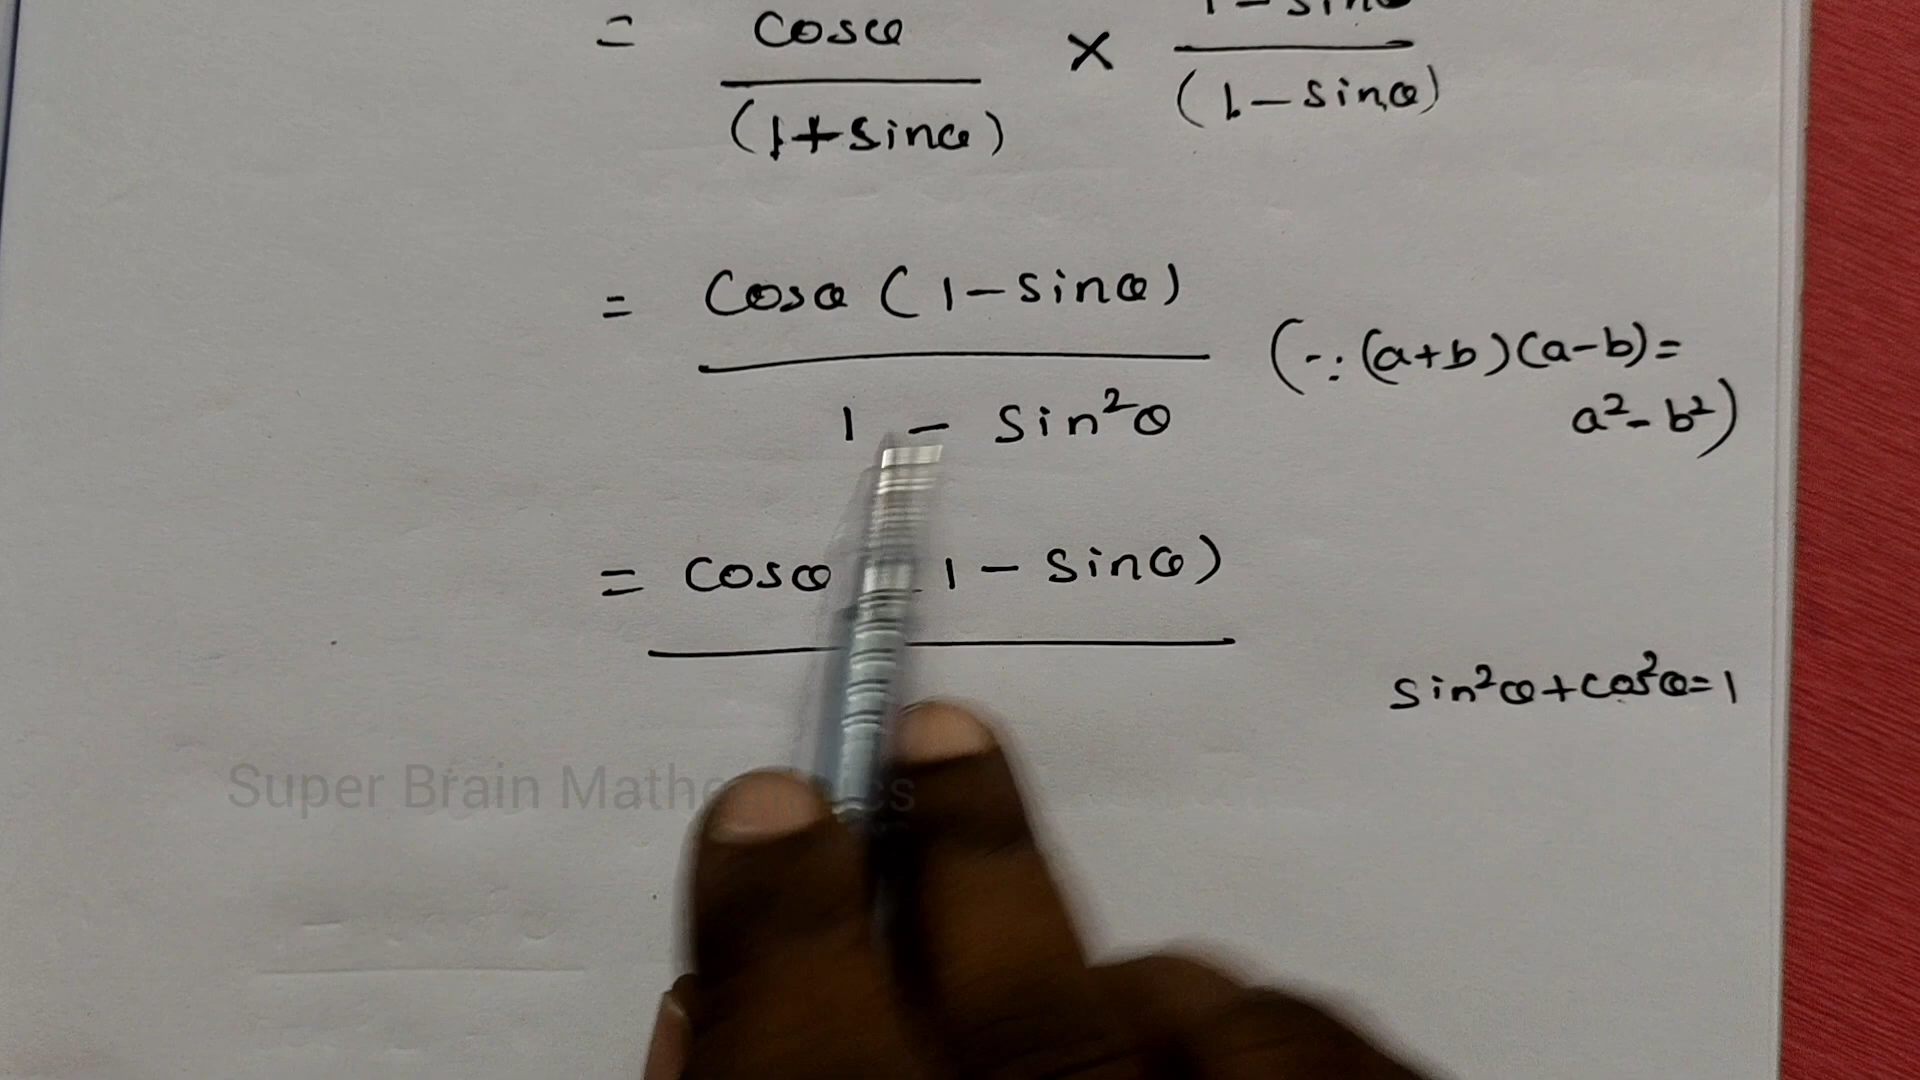 = cosθ / (1+sinθ) × 1 - sinθ / (1-sinθ)
= Cosθ (1-sinθ) / 1 - sin²θ (∵ (a+b)(a-b)=
a²-b²)
= cosθ 1 - sinθ)
sin²θ+cos²θ=1
Super Brain Mathematics